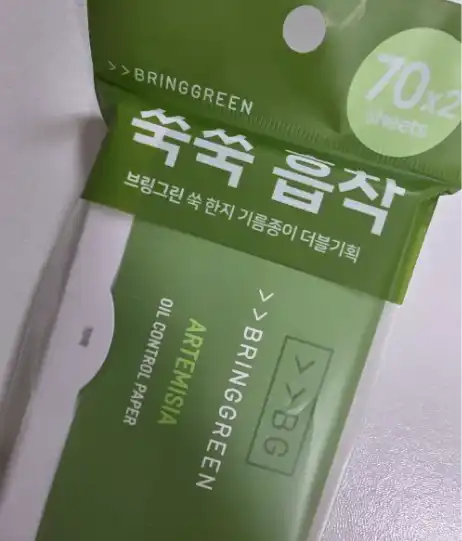 >>BRINGGREEN
70x2
sheets
쑥쑥 흡착
브링그린 쑥 한지 기름종이 더블기획
>>BRINGGREEN
ARTEMISIA
OIL CONTROL PAPER
>>BG